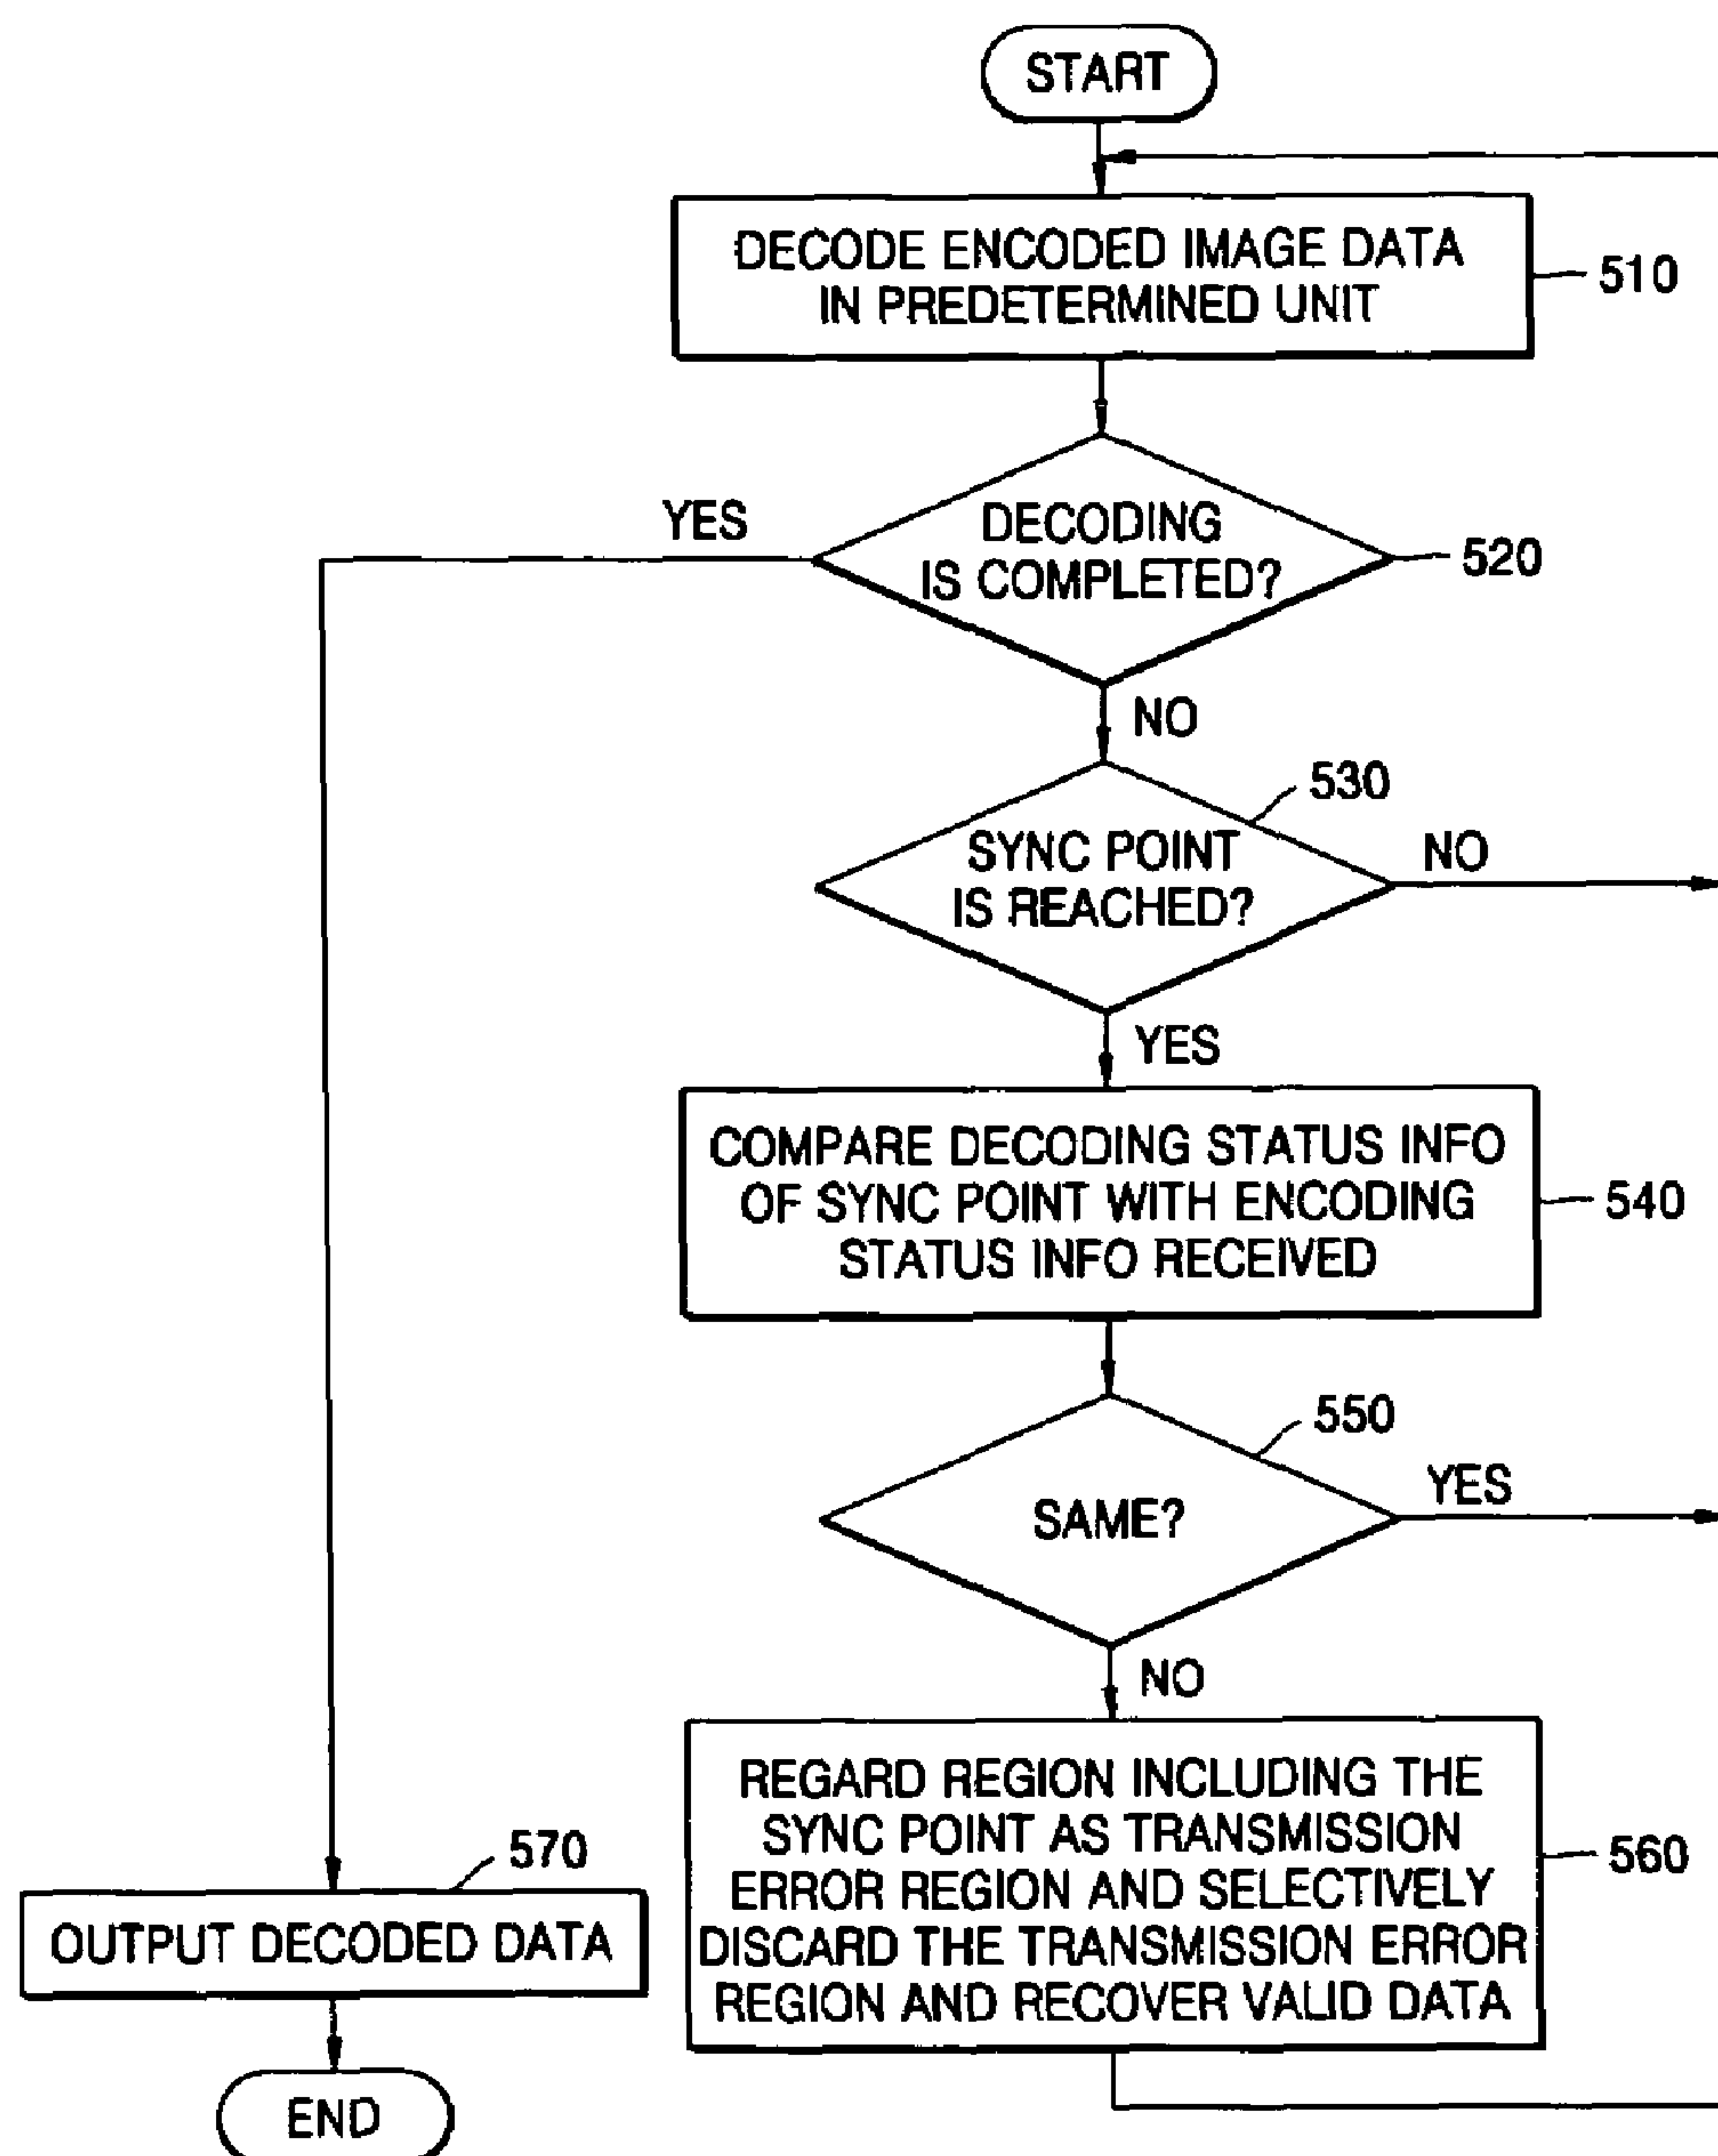 START
DECODE ENCODED IMAGE DATA
IN PREDETERMINED UNIT
510
YES
DECODING
IS COMPLETED?
520
NO
530
SYNC POINT
IS REACHED?
NO
YES
COMPARE DECODING STATUS INFO
OF SYNC POINT WITH ENCODING
STATUS INFO RECEIVED
540
550
SAME?
YES
NO
REGARD REGION INCLUDING THE
SYNC POINT AS TRANSMISSION
ERROR REGION AND SELECTIVELY
DISCARD THE TRANSMISSION ERROR
REGION AND RECOVER VALID DATA
560
570
OUTPUT DECODED DATA
END